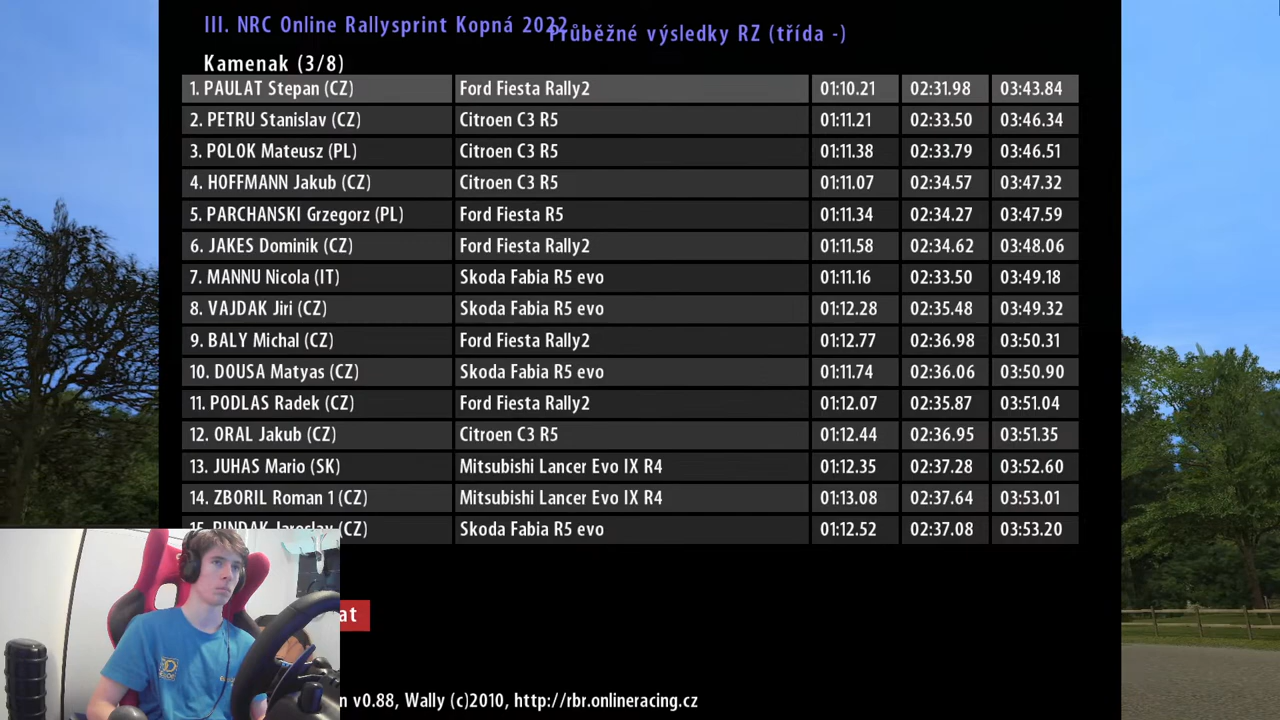 III. NRC Online Rallysprint Kopná 2022
Průběžné výsledky RZ (třída -)
Kamenak (3/8)
1. PAULAT Stepan (CZ) Ford Fiesta Rally2 01:10.21 02:31.98 03:43.84
2. PETRU Stanislav (CZ) Citroen C3 R5 01:11.21 02:33.50 03:46.34
3. POLOK Mateusz (PL) Citroen C3 R5 01:11.38 02:33.79 03:46.51
4. HOFFMANN Jakub (CZ) Citroen C3 R5 01:11.07 02:34.57 03:47.32
5. PARCHANSKI Grzegorz (PL) Ford Fiesta R5 01:11.34 02:34.27 03:47.59
6. JAKES Dominik (CZ) Ford Fiesta Rally2 01:11.58 02:34.62 03:48.06
7. MANNU Nicola (IT) Skoda Fabia R5 evo 01:11.16 02:33.50 03:49.18
8. VAJDAK Jiri (CZ) Skoda Fabia R5 evo 01:12.28 02:35.48 03:49.32
9. BALY Michal (CZ) Ford Fiesta Rally2 01:12.77 02:36.98 03:50.31
10. DOUSA Matyas (CZ) Skoda Fabia R5 evo 01:11.74 02:36.06 03:50.90
11. PODLAS Radek (CZ) Ford Fiesta Rally2 01:12.07 02:35.87 03:51.04
12. ORAL Jakub (CZ) Citroen C3 R5 01:12.44 02:36.95 03:51.35
13. JUHAS Mario (SK) Mitsubishi Lancer Evo IX R4 01:12.35 02:37.28 03:52.60
14. ZBORIL Roman 1 (CZ) Mitsubishi Lancer Evo IX R4 01:13.08 02:37.64 03:53.01
15. PINDAK Jaroslav (CZ) Skoda Fabia R5 evo 01:12.52 02:37.08 03:53.20
at
n v0.88, Wally (c)2010, http://rbr.onlineracing.cz